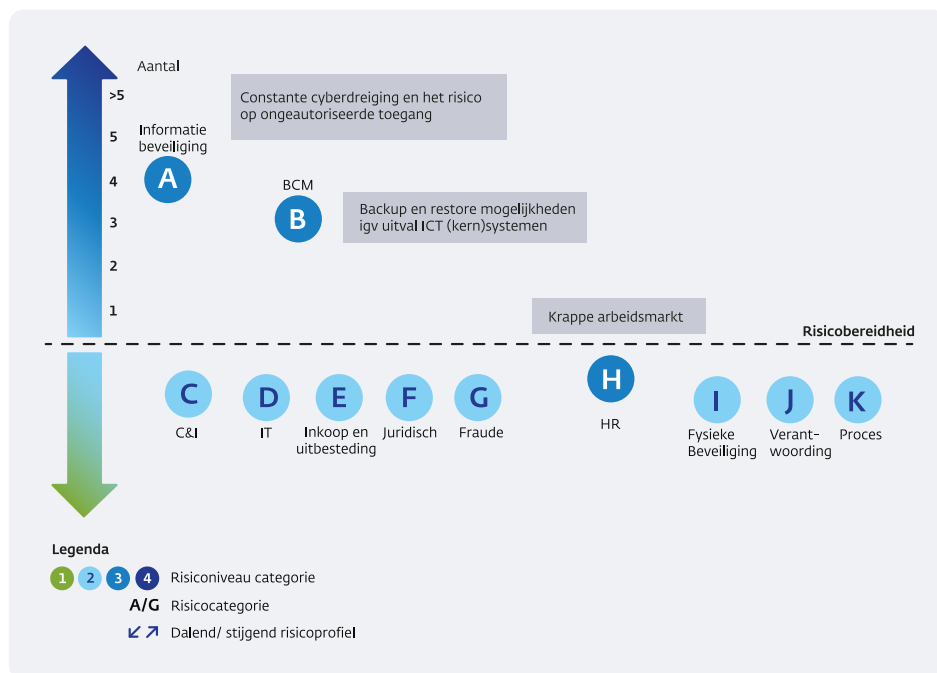 Aantal
>5
5
4
3
2
1
Constante cyberdreiging en het risico
op ongeautoriseerde toegang
Informatie
beveiliging
A
BCM
B
Backup en restore mogelijkheden
igv uitval ICT (kern)systemen
Krappe arbeidsmarkt
Risicobereidheid
C
C&I
D
IT
E
Inkoop en
uitbesteding
F
Juridisch
G
Fraude
H
HR
I
Fysieke
Beveiliging
J
Verant-
woording
K
Proces
Legenda
1 2 3 4 Risiconiveau categorie
A/G Risicocategorie
↙ ↗ Dalend/ stijgend risicoprofiel